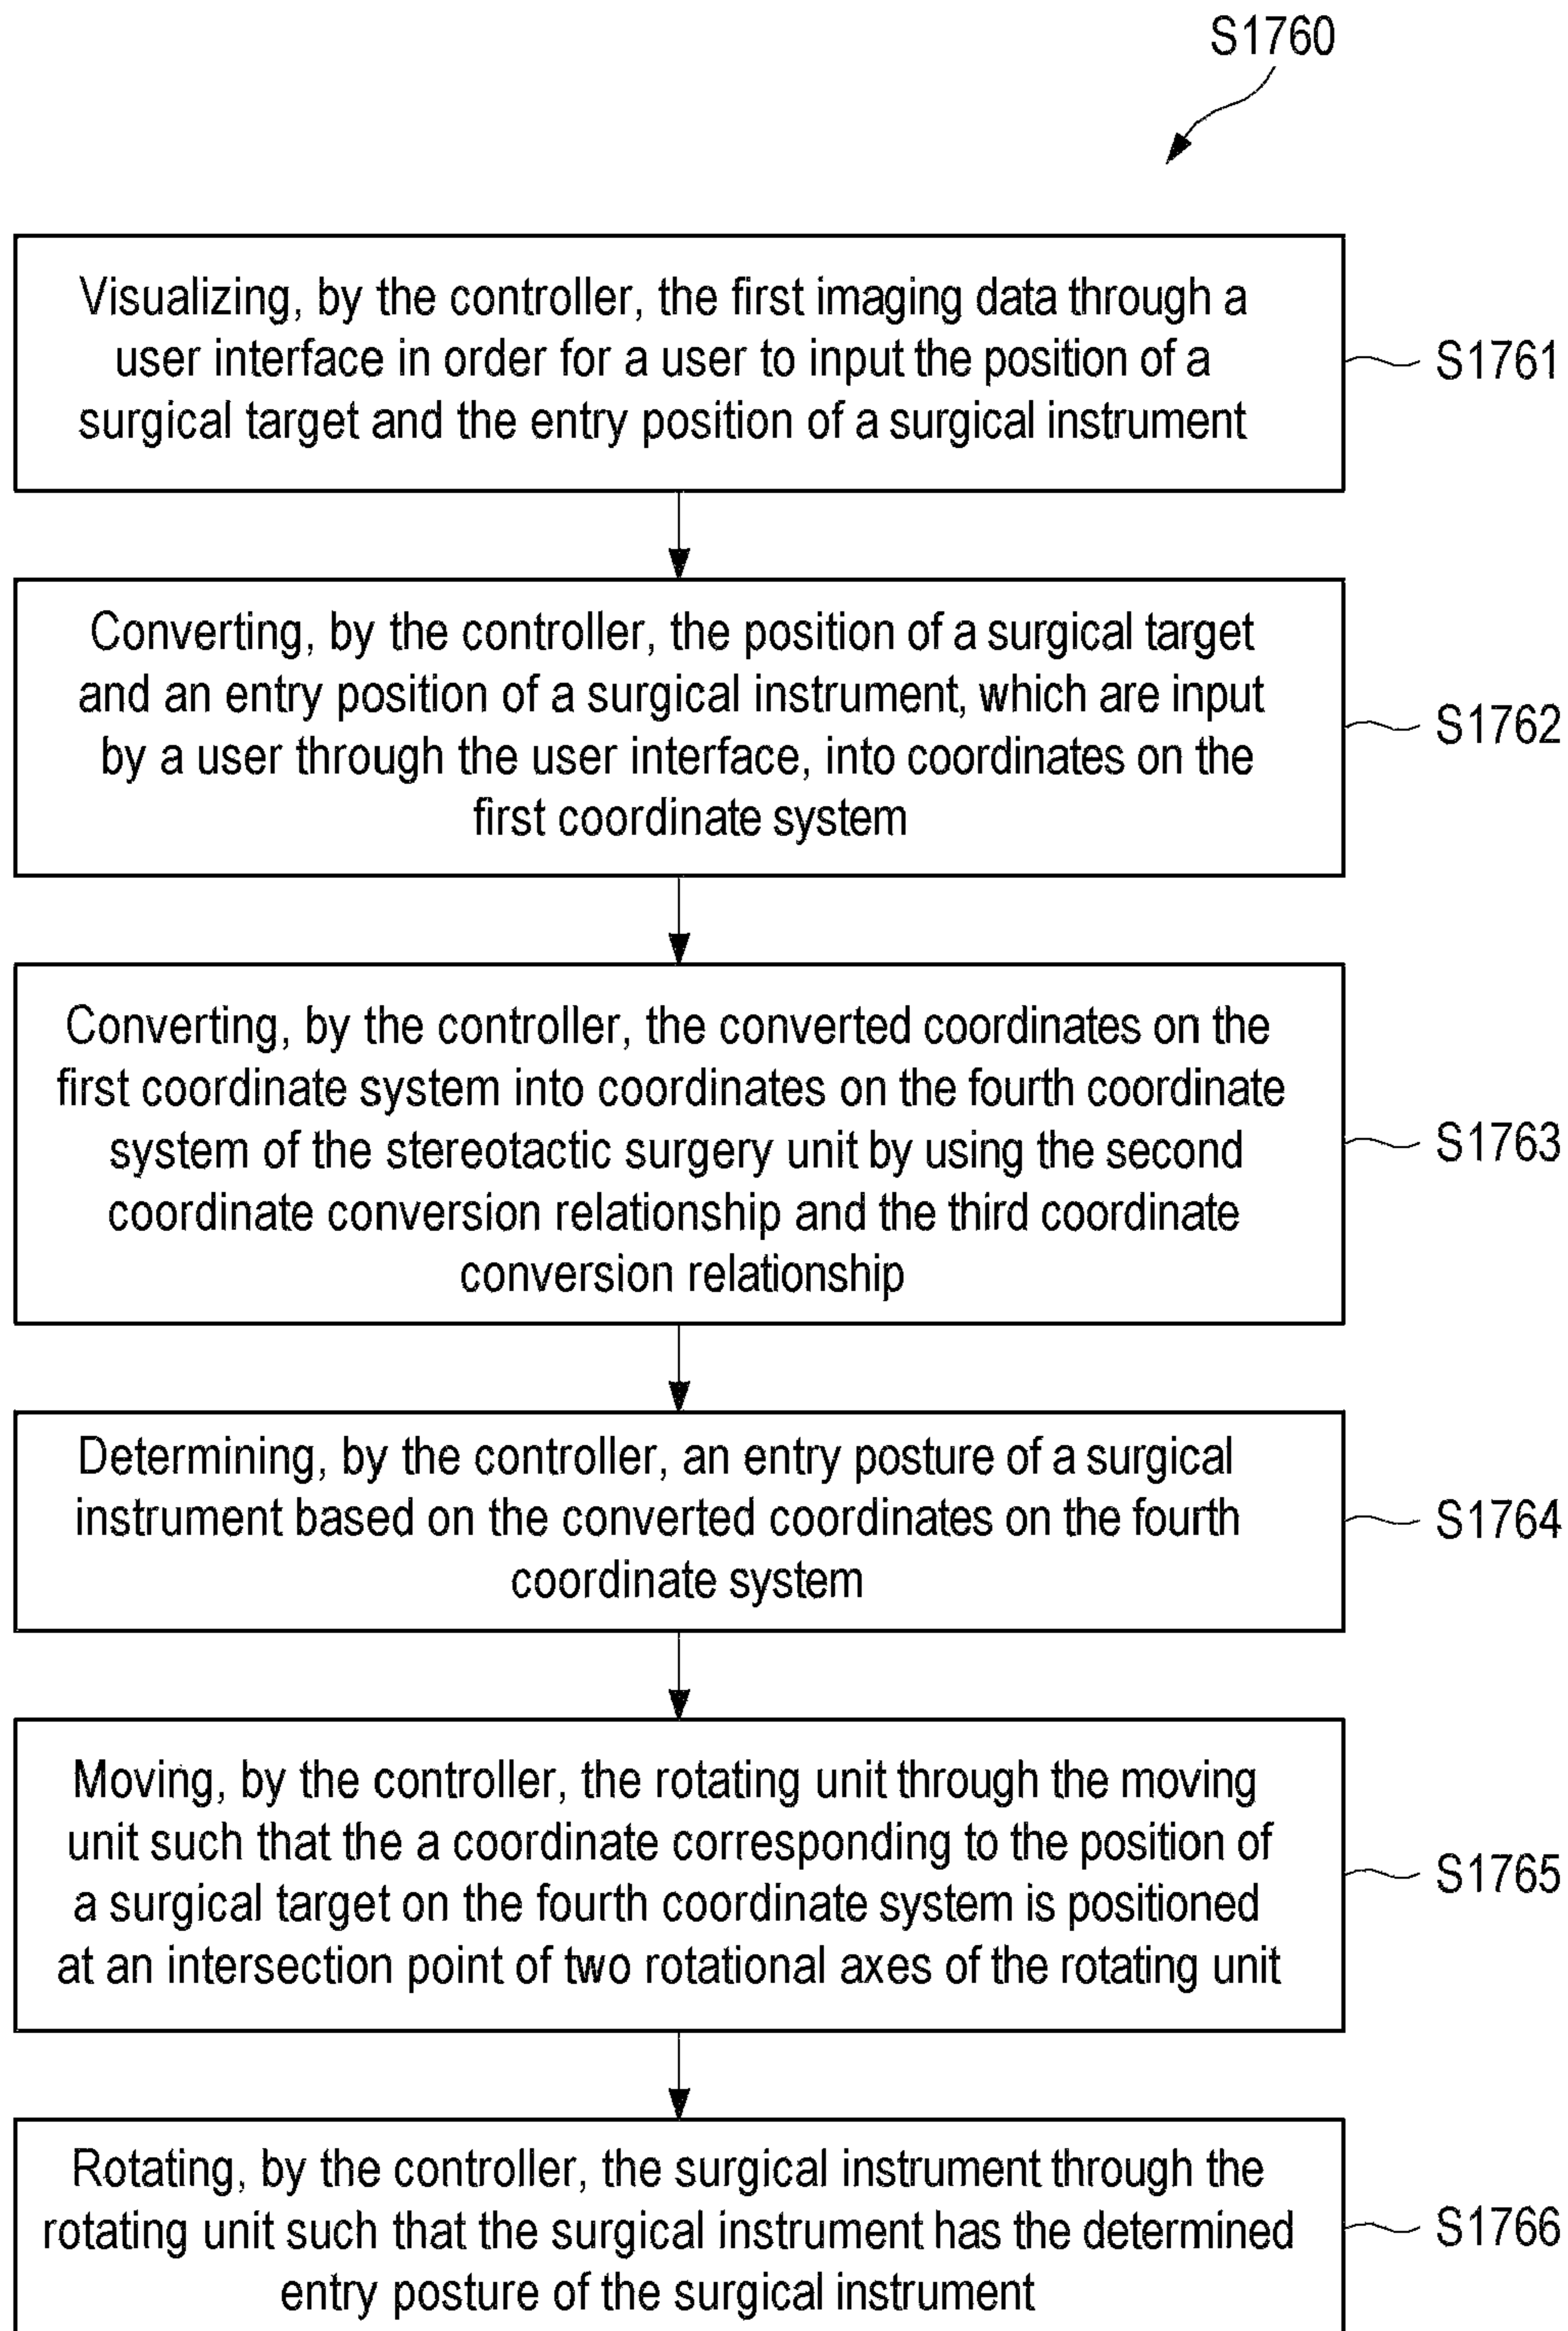 S1760
Visualizing, by the controller, the first imaging data through a
user interface in order for a user to input the position of a
surgical target and the entry position of a surgical instrument
S1761
Converting, by the controller, the position of a surgical target
and an entry position of a surgical instrument, which are input
by a user through the user interface, into coordinates on the
first coordinate system
S1762
Converting, by the controller, the converted coordinates on the
first coordinate system into coordinates on the fourth coordinate
system of the stereotactic surgery unit by using the second
coordinate conversion relationship and the third coordinate
conversion relationship
S1763
Determining, by the controller, an entry posture of a surgical
instrument based on the converted coordinates on the fourth
coordinate system
S1764
Moving, by the controller, the rotating unit through the moving
unit such that the a coordinate corresponding to the position of
a surgical target on the fourth coordinate system is positioned
at an intersection point of two rotational axes of the rotating unit
S1765
Rotating, by the controller, the surgical instrument through the
rotating unit such that the surgical instrument has the determined
entry posture of the surgical instrument
S1766